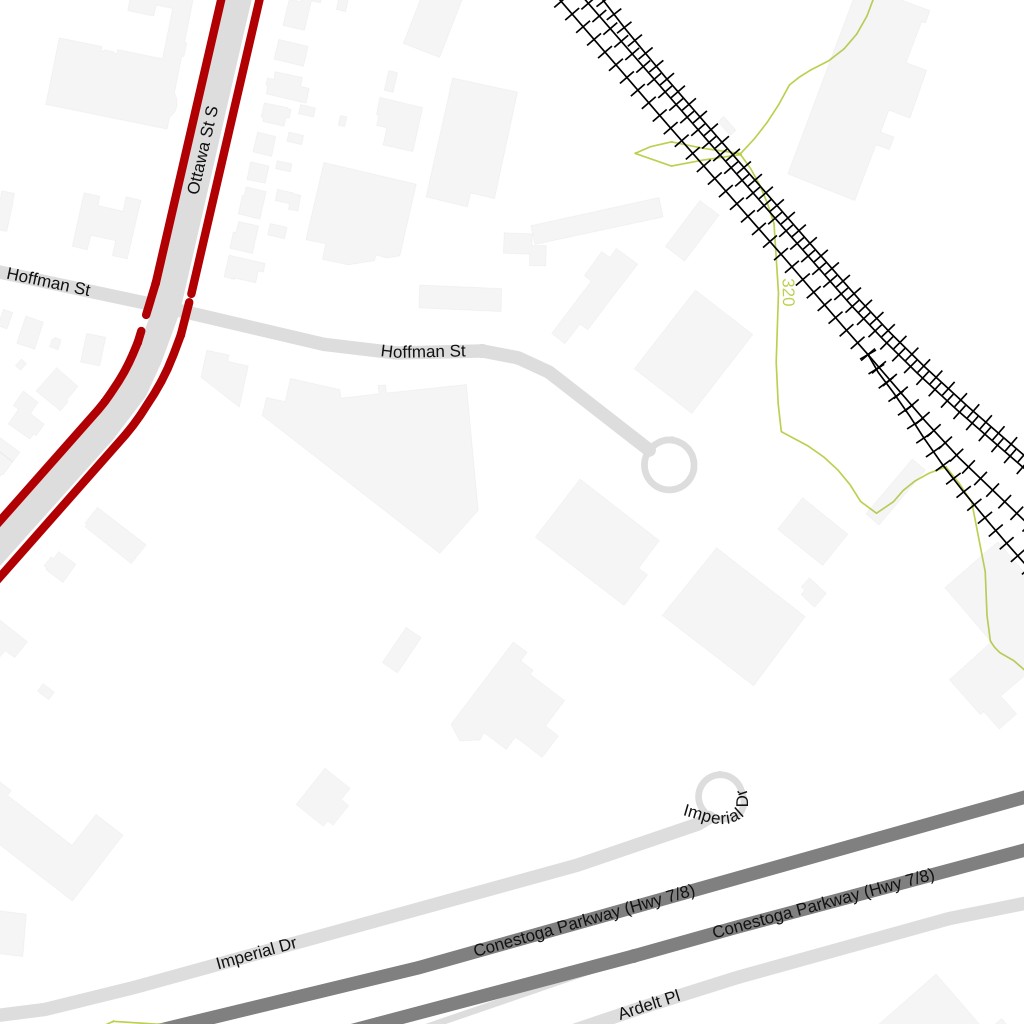 Ottawa St S
Hoffman St
320
Hoffman St
Imperial Dr
Conestoga Parkway (Hwy 7/8)
Conestoga Parkway (Hwy 7/8)
Imperial Dr
Ardelt Pl